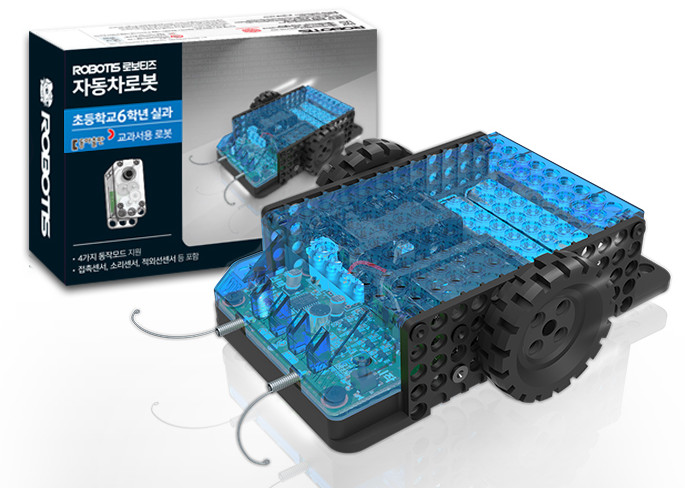 ROBOTIS 로보티즈
자동차로봇
초등학교6학년 실과
교과서용 로봇
• 4가지 동작모드 지원
• 접촉센서, 소리센서, 적외선센서 등 포함
ROBOTIS